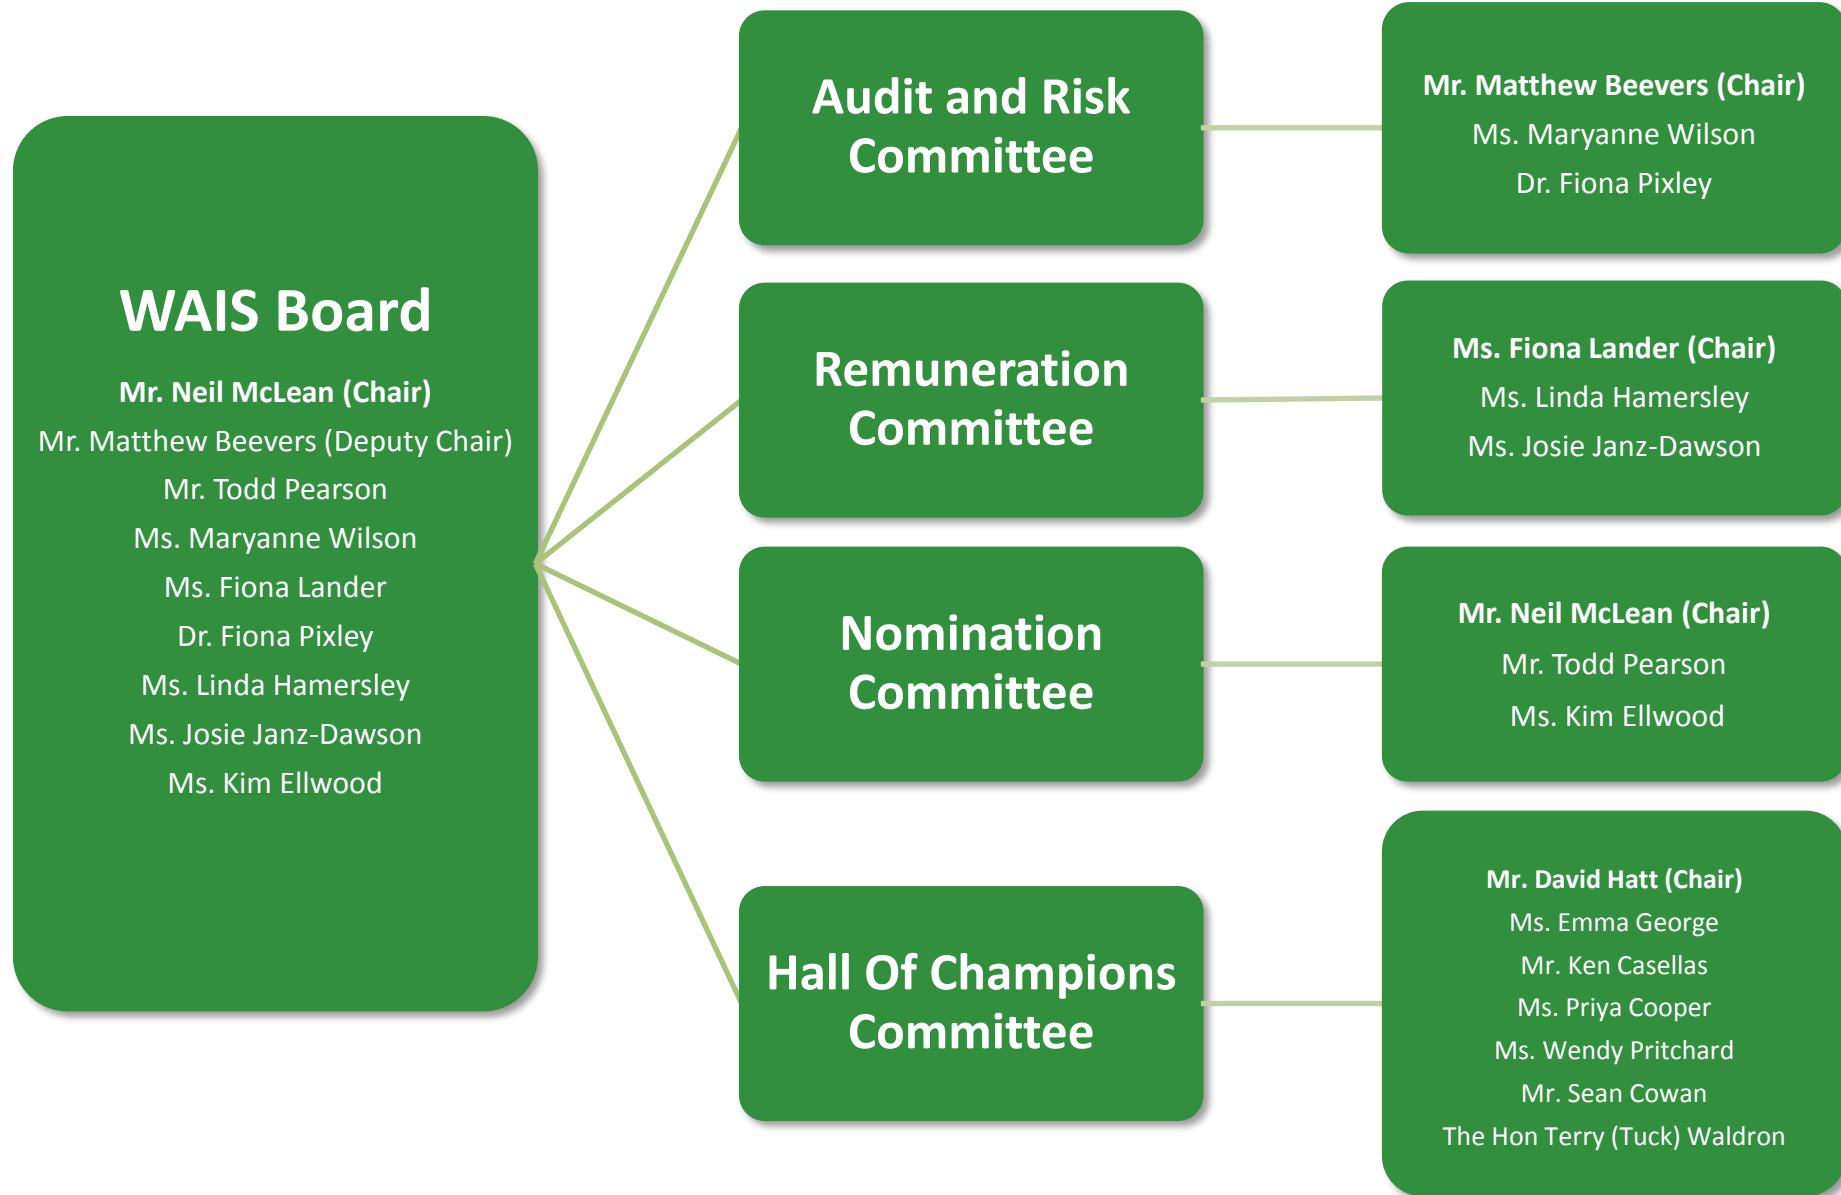 WAIS Board
Mr. Neil McLean (Chair)
Mr. Matthew Beevers (Deputy Chair)
Mr. Todd Pearson
Ms. Maryanne Wilson
Ms. Fiona Lander
Dr. Fiona Pixley
Ms. Linda Hamersley
Ms. Josie Janz-Dawson
Ms. Kim Ellwood
Audit and Risk
Committee
Mr. Matthew Beevers (Chair)
Ms. Maryanne Wilson
Dr. Fiona Pixley
Remuneration
Committee
Ms. Fiona Lander (Chair)
Ms. Linda Hamersley
Ms. Josie Janz-Dawson
Nomination
Committee
Mr. Neil McLean (Chair)
Mr. Todd Pearson
Ms. Kim Ellwood
Hall Of Champions
Committee
Mr. David Hatt (Chair)
Ms. Emma George
Mr. Ken Casellas
Ms. Priya Cooper
Ms. Wendy Pritchard
Mr. Sean Cowan
The Hon Terry (Tuck) Waldron